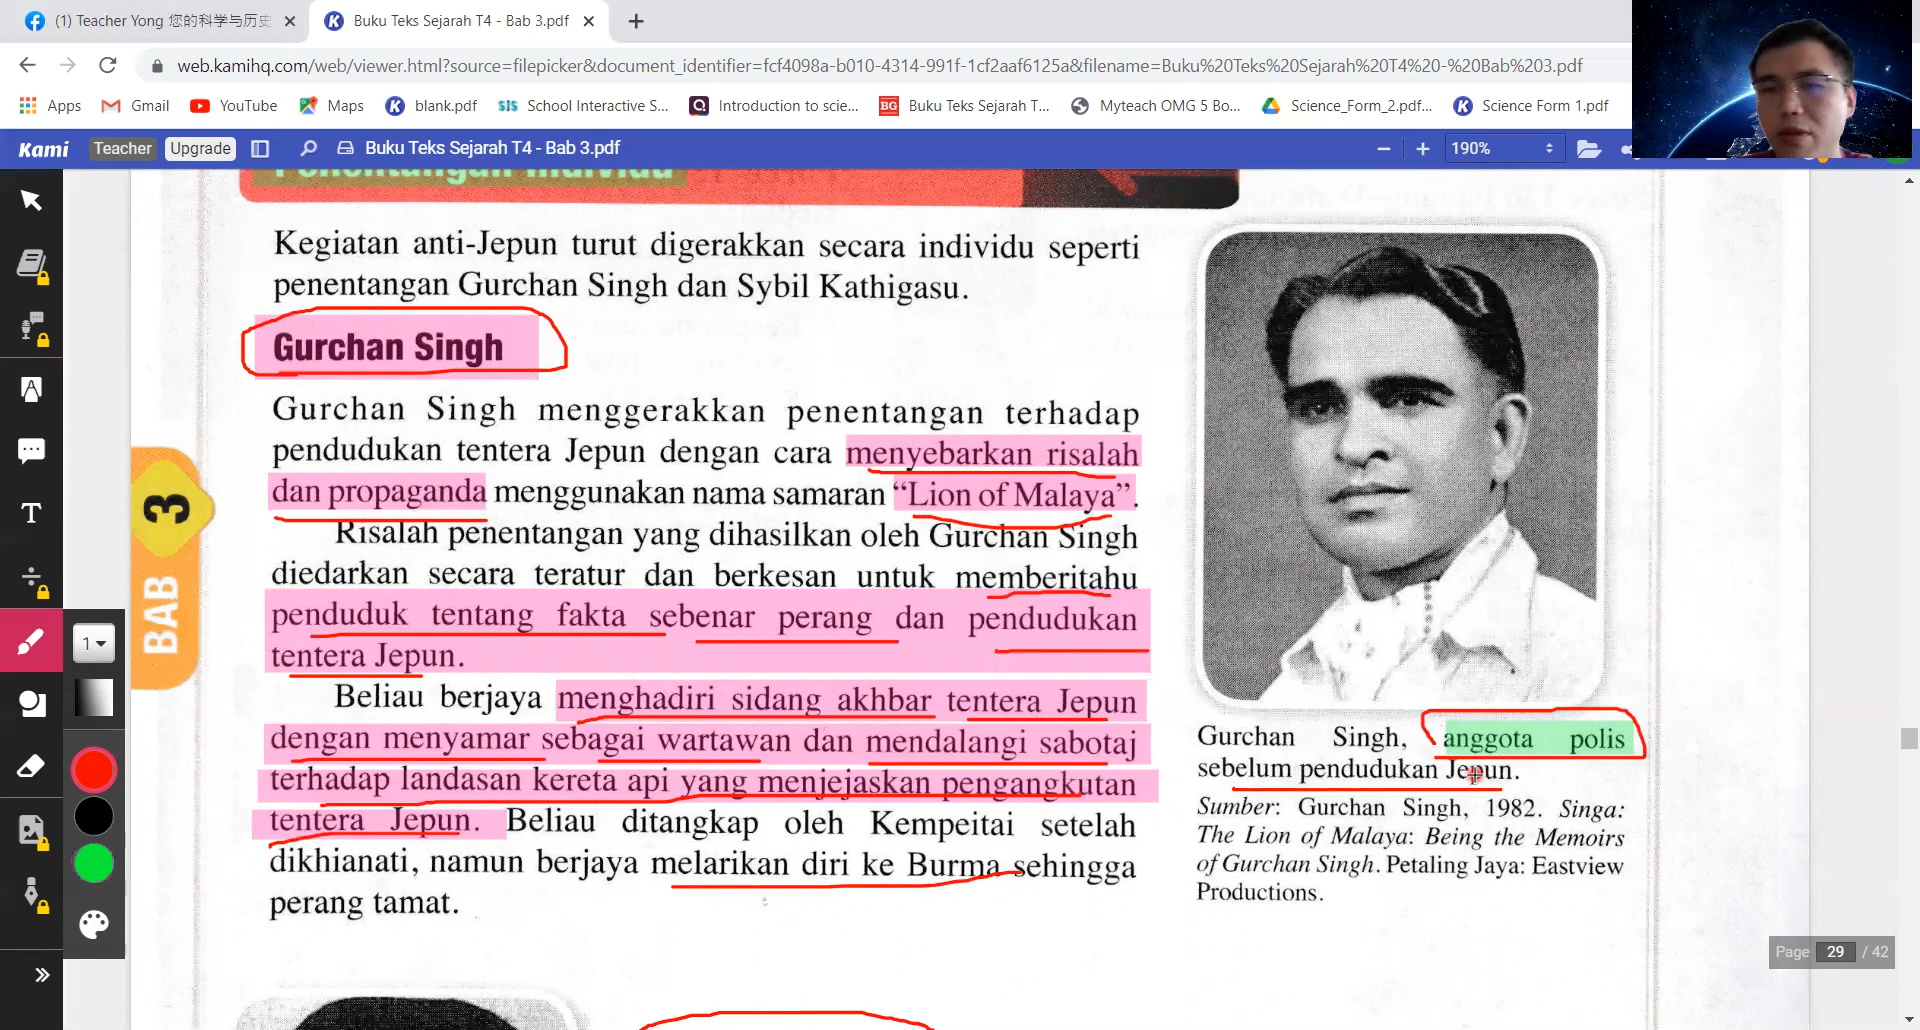 (1) Teacher Yong 您的科学与历史
Buku Teks Sejarah T4 - Bab 3.pdf
web.kamihq.com/web/viewer.html?source=filepicker&document_identifier=fcf4098a-b010-4314-991f-1cf2aaf6125a&filename=Buku%20Teks%20Sejarah%20T4%20-%20Bab%203.pdf
Apps Gmail YouTube Maps blank.pdf School Interactive S... Introduction to scie... BG Buku Teks Sejarah T... Myteach OMG 5 Bo... Science_Form_2.pdf... Science Form 1.pdf
Kami Teacher Upgrade Buku Teks Sejarah T4 - Bab 3.pdf 190%
Penentangan Individu
Kegiatan anti-Jepun turut digerakkan secara individu seperti
penentangan Gurchan Singh dan Sybil Kathigasu.
Gurchan Singh
Gurchan Singh menggerakkan penentangan terhadap
pendudukan tentera Jepun dengan cara menyebarkan risalah
dan propaganda menggunakan nama samaran “Lion of Malaya”.
Risalah penentangan yang dihasilkan oleh Gurchan Singh
diedarkan secara teratur dan berkesan untuk memberitahu
penduduk tentang fakta sebenar perang dan pendudukan
tentera Jepun.
Beliau berjaya menghadiri sidang akhbar tentera Jepun
dengan menyamar sebagai wartawan dan mendalangi sabotaj
terhadap landasan kereta api yang menjejaskan pengangkutan
tentera Jepun. Beliau ditangkap oleh Kempeitai setelah
dikhianati, namun berjaya melarikan diri ke Burma sehingga
perang tamat.
BAB 3
1
Gurchan Singh, anggota polis
sebelum pendudukan Jepun.
Sumber: Gurchan Singh, 1982. Singa:
The Lion of Malaya: Being the Memoirs
of Gurchan Singh. Petaling Jaya: Eastview
Productions.
Page 29 / 42